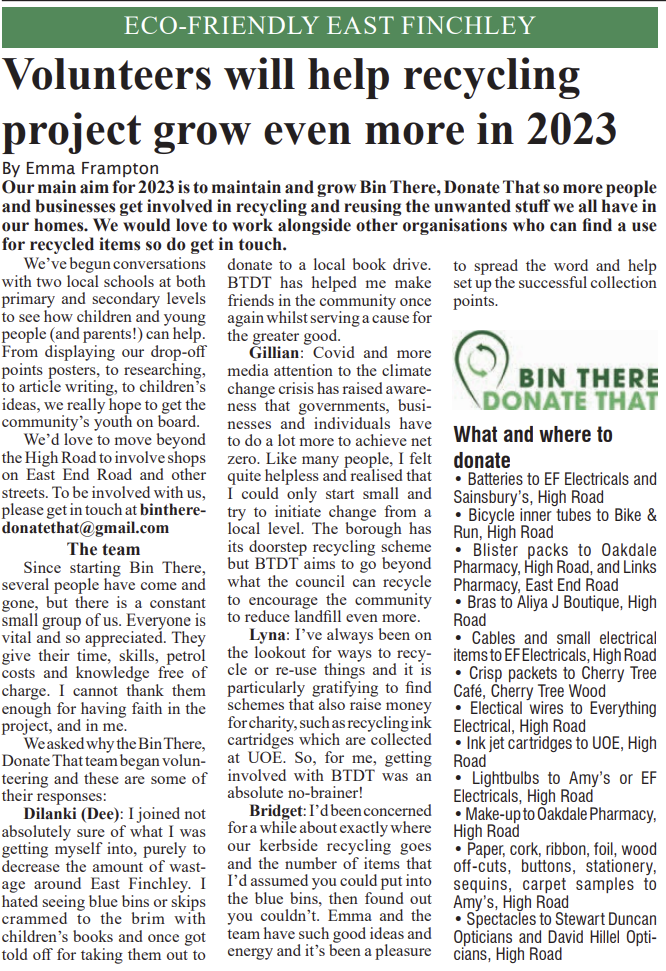 ECO-FRIENDLY EAST FINCHLEY
Volunteers will help recycling
project grow even more in 2023
By Emma Frampton
Our main aim for 2023 is to maintain and grow Bin There, Donate That so more people
and businesses get involved in recycling and reusing the unwanted stuff we all have in
our homes. We would love to work alongside other organisations who can find a use
for recycled items so do get in touch.
We've begun conversations
with two local schools at both
primary and secondary levels
to see how children and young
people (and parents!) can help.
From displaying our drop-off
points posters, to researching,
to article writing, to children's
ideas, we really hope to get the
community's youth on board.
We'd love to move beyond
the High Road to involve shops
on East End Road and other
streets. To be involved with us,
please get in touch at binthere-
donatethat@gmail.com
The team
Since starting Bin There,
several people have come and
gone, but there is a constant
small group of us. Everyone is
vital and so appreciated. They
give their time, skills, petrol
costs and knowledge free of
charge. I cannot thank them
enough for having faith in the
project, and in me.
We asked why the Bin There,
Donate That team began volun-
teering and these are some of
their responses:
Dilanki (Dee): I joined not
absolutely sure of what I was
getting myself into, purely to
decrease the amount of wast-
age around East Finchley. I
hated seeing blue bins or skips
crammed to the brim with
children's books and once got
told off for taking them out to
donate to a local book drive.
BTDT has helped me make
friends in the community once
again whilst serving a cause for
the greater good.
Gillian: Covid and more
media attention to the climate
change crisis has raised aware-
ness that governments, busi-
nesses and individuals have
to do a lot more to achieve net
zero. Like many people, I felt
quite helpless and realised that
I could only start small and
try to initiate change from a
local level. The borough has
its doorstep recycling scheme
but BTDT aims to go beyond
what the council can recycle
to encourage the community
to reduce landfill even more.
Lyna: I've always been on
the lookout for ways to recy-
cle or re-use things and it is
particularly gratifying to find
schemes that also raise money
for charity, such as recycling ink
cartridges which are collected
at UOE. So, for me, getting
involved with BTDT was an
absolute no-brainer!
Bridget: I'd been concerned
for a while about exactly where
our kerbside recycling goes
and the number of items that
I'd assumed you could put into
the blue bins, then found out
you couldn't. Emma and the
team have such good ideas and
energy and it's been a pleasure
to spread the word and help
set up the successful collection
points.
BIN THERE
DONATE THAT
What and where to
donate
• Batteries to EF Electricals and
Sainsbury's, High Road
• Bicycle inner tubes to Bike &
Run, High Road
• Blister packs to Oakdale
Pharmacy, High Road, and Links
Pharmacy, East End Road
• Bras to Aliya J Boutique, High
Road
• Cables and small electrical
items to EF Electricals, High Road
• Crisp packets to Cherry Tree
Café, Cherry Tree Wood
• Electical wires to Everything
Electrical, High Road
• Ink jet cartridges to UOE, High
Road
• Lightbulbs to Amy's or EF
Electricals, High Road
• Make-up to Oakdale Pharmacy,
High Road
• Paper, cork, ribbon, foil, wood
off-cuts, buttons, stationery,
sequins, carpet samples to
Amy's, High Road
• Spectacles to Stewart Duncan
Opticians and David Hillel Opti-
cians, High Road